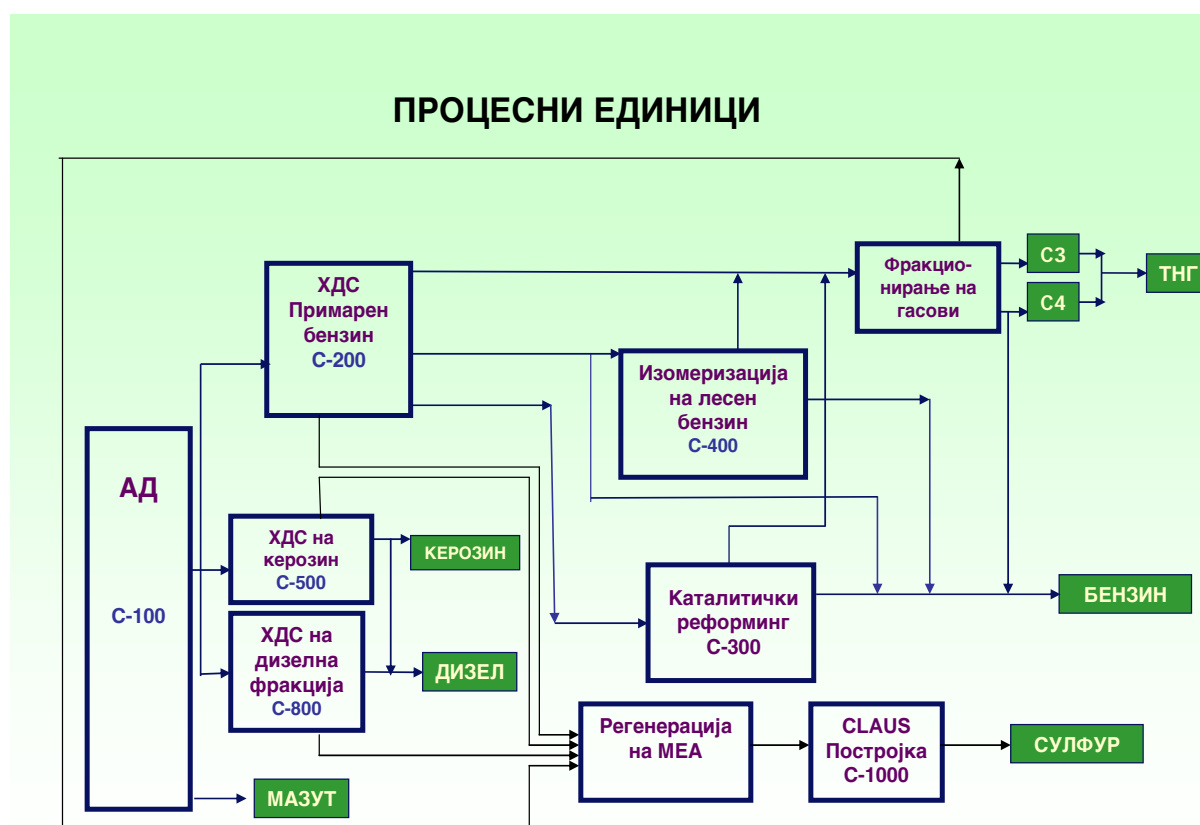 ПРОЦЕСНИ ЕДИНИЦИ
Фракцио-
нирање на
гасови
С3
С4
ТНГ
ХДС
Примарен
бензин
С-200
Изомеризација
на лесен
бензин
С-400
АД
С-100
ХДС на
керозин
С-500
КЕРОЗИН
Каталитички
реформинг
С-300
БЕНЗИН
ХДС на
дизелна
фракција
С-800
ДИЗЕЛ
Регенерација
на МЕА
CLAUS
Постројка
С-1000
СУЛФУР
МАЗУТ